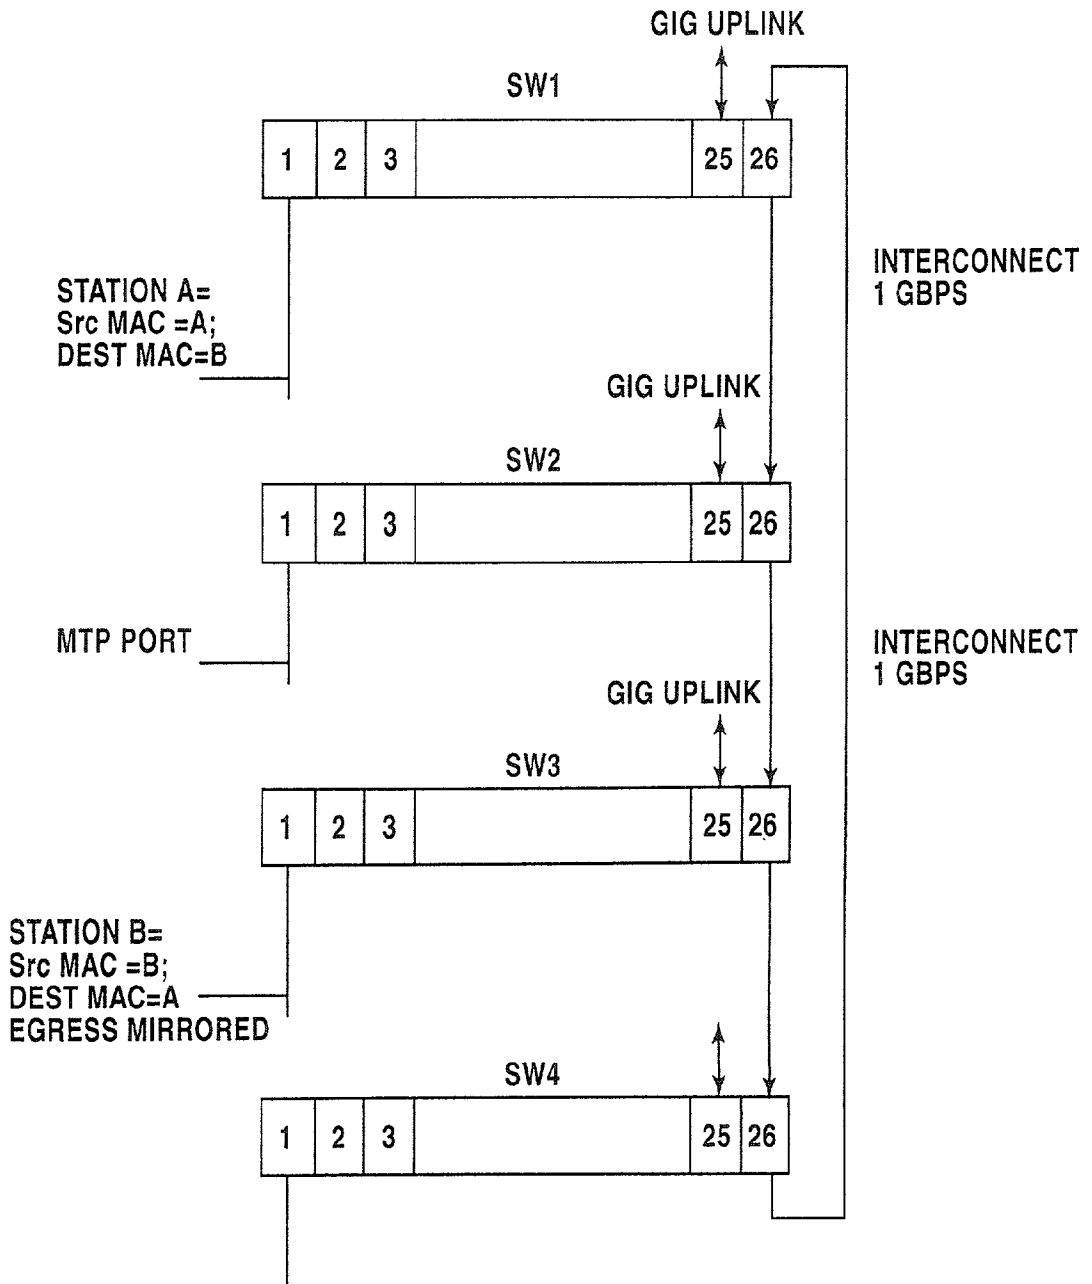 GIG UPLINK
SW1
1 2 3 25 26
INTERCONNECT
1 GBPS
STATION A=
Src MAC =A;
DEST MAC=B
GIG UPLINK
SW2
1 2 3 25 26
MTP PORT
INTERCONNECT
1 GBPS
GIG UPLINK
SW3
1 2 3 25 26
STATION B=
Src MAC =B;
DEST MAC=A
EGRESS MIRRORED
SW4
1 2 3 25 26